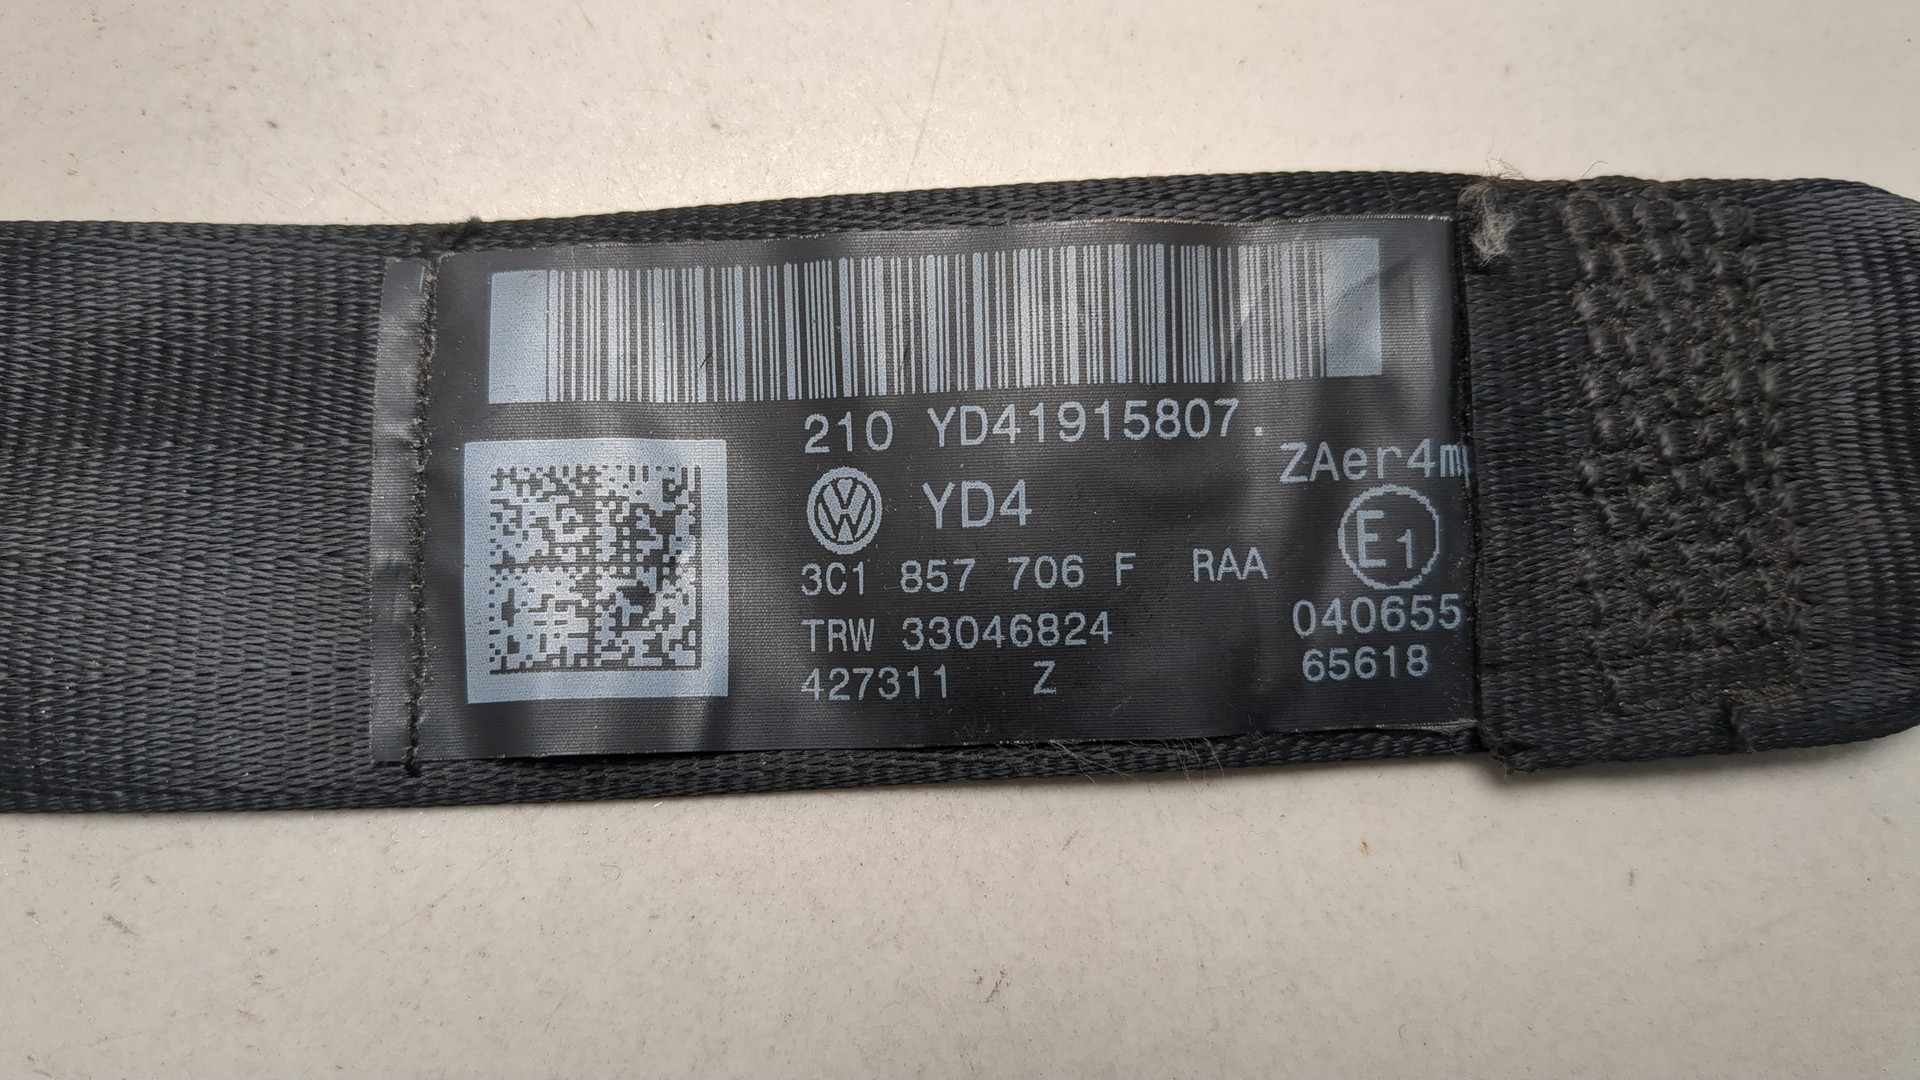 210 YD41915807.
ZAer4m
YD4
E1
3C1 857 706 F RAA
TRW 33046824
040655
427311 Z
65618